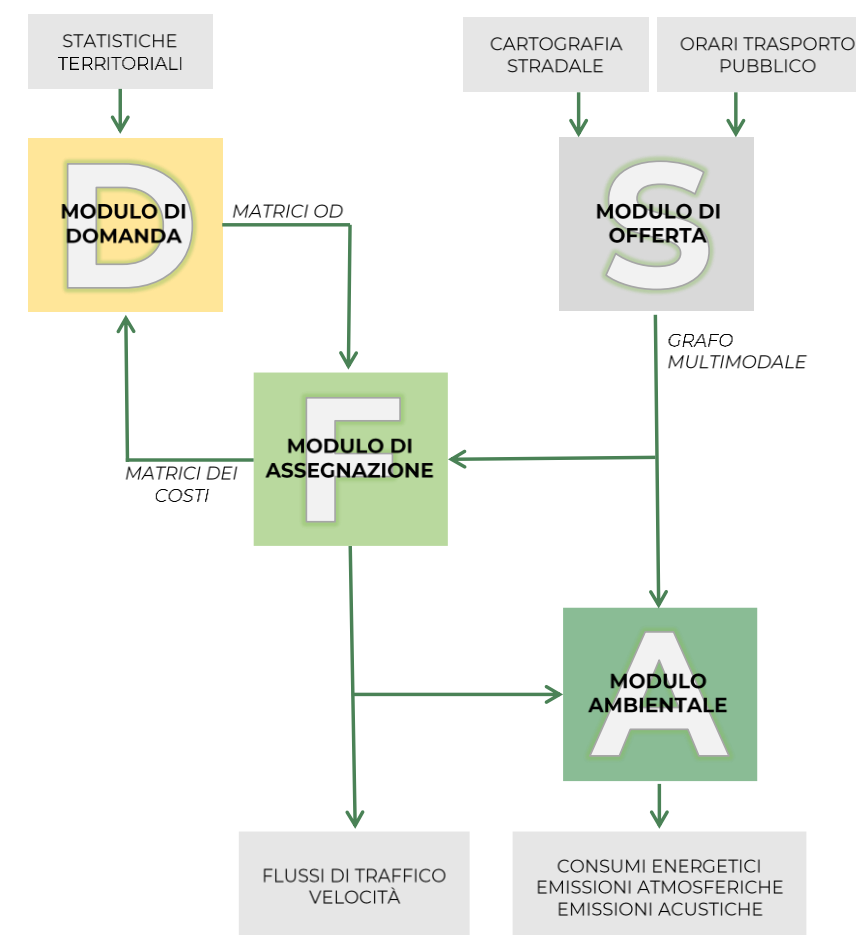 STATISTICHE
TERRITORIALI
CARTOGRAFIA
STRADALE
ORARI TRASPORTO
PUBBLICO
D
MODULO DI
DOMANDA
MATRICI OD
S
MODULO DI
OFFERTA
GRAFO
MULTIMODALE
F
MODULO DI
ASSEGNAZIONE
MATRICI DEI
COSTI
A
MODULO
AMBIENTALE
FLUSSI DI TRAFFICO
VELOCITÀ
CONSUMI ENERGETICI
EMISSIONI ATMOSFERICHE
EMISSIONI ACUSTICHE